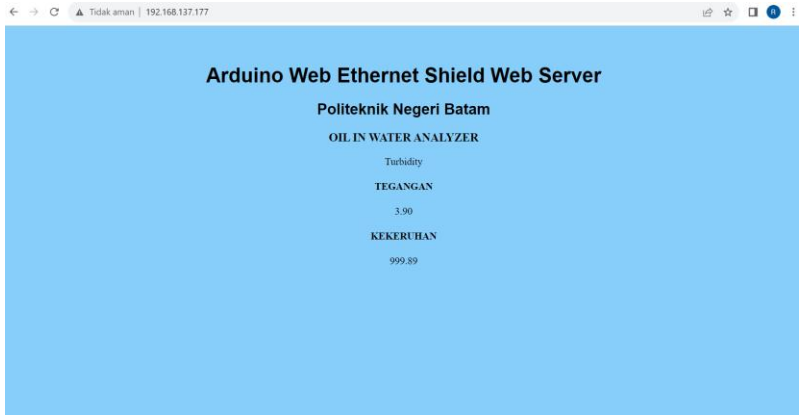 Tidak aman | 192.168.137.177
R
Arduino Web Ethernet Shield Web Server
Politeknik Negeri Batam
OIL IN WATER ANALYZER
Turbidity
TEGANGAN
3.90
KEKERUHAN
999.89